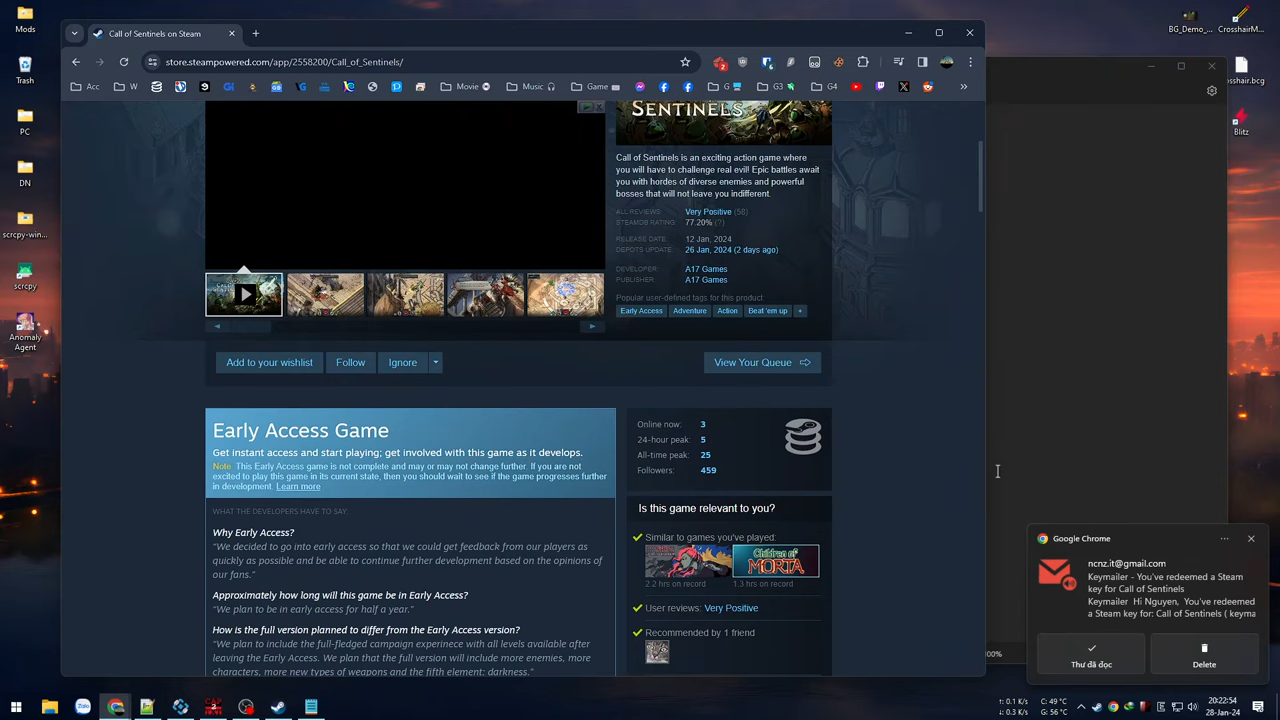 Mods
Trash
PC
DN
scrcpy-win...
scrcpy
Anomaly
Agent
Call of Sentinels on Steam
store.steampowered.com/app/2558200/Call_of_Sentinels/
Acc
W
Movie
Music
Game
G
G3
G4
SENTINELS
Call of Sentinels is an exciting action game where
you will have to challenge real evil! Epic battles await
you with hordes of diverse enemies and powerful
bosses that will not leave you indifferent.
ALL REVIEWS: Very Positive (58)
STEAMDB RATING: 77.20% (?)
RELEASE DATE: 12 Jan, 2024
DEPOTS UPDATE: 26 Jan, 2024 (2 days ago)
DEVELOPER: A17 Games
PUBLISHER: A17 Games
Popular user-defined tags for this product
Early Access Adventure Action Beat 'em up +
Add to your wishlist Follow Ignore View Your Queue
Early Access Game
Get instant access and start playing; get involved with this game as it develops.
Note: This Early Access game is not complete and may or may not change further. If you are
not excited to play this game in its current state, then you should wait to see if the game progresses further
in development. Learn more
WHAT THE DEVELOPERS HAVE TO SAY:
Why Early Access?
“We decided to go into early access so that we could get feedback from our players as
quickly as possible and be able to continue further development based on the opinions of
our fans.”
Approximately how long will this game be in Early Access?
“We plan to be in early access for half a year.”
How is the full version planned to differ from the Early Access version?
“We plan to include the full-fledged campaign experinece with all levels available after
leaving the Early Access. We plan that the full version will include more enemies, more
characters, more new types of weapons and the fifth element: darkness.”
Online now: 3
24-hour peak: 5
All-time peak: 25
Followers: 459
Is this game relevant to you?
Similar to games you've played:
Children of
MORTA
2.2 hrs on record 1.3 hrs on record
User reviews: Very Positive
Recommended by 1 friend
BG_Demo_...
CrosshairM...
shair.bcg
Blitz
Google Chrome
ncnz.it@gmail.com
Keymailer - You've redeemed a Steam
key for Call of Sentinels
Keymailer Hi Nguyen, You've redeemed
a Steam key for: Call of Sentinels ( keyma
Thư đã đọc
Delete
00%
Zalo
CAP
2
: 0.3 K/s
↓: 0.1 K/s
C: 49 °C
G: 56 °C
20:22:54
28-Jan-24